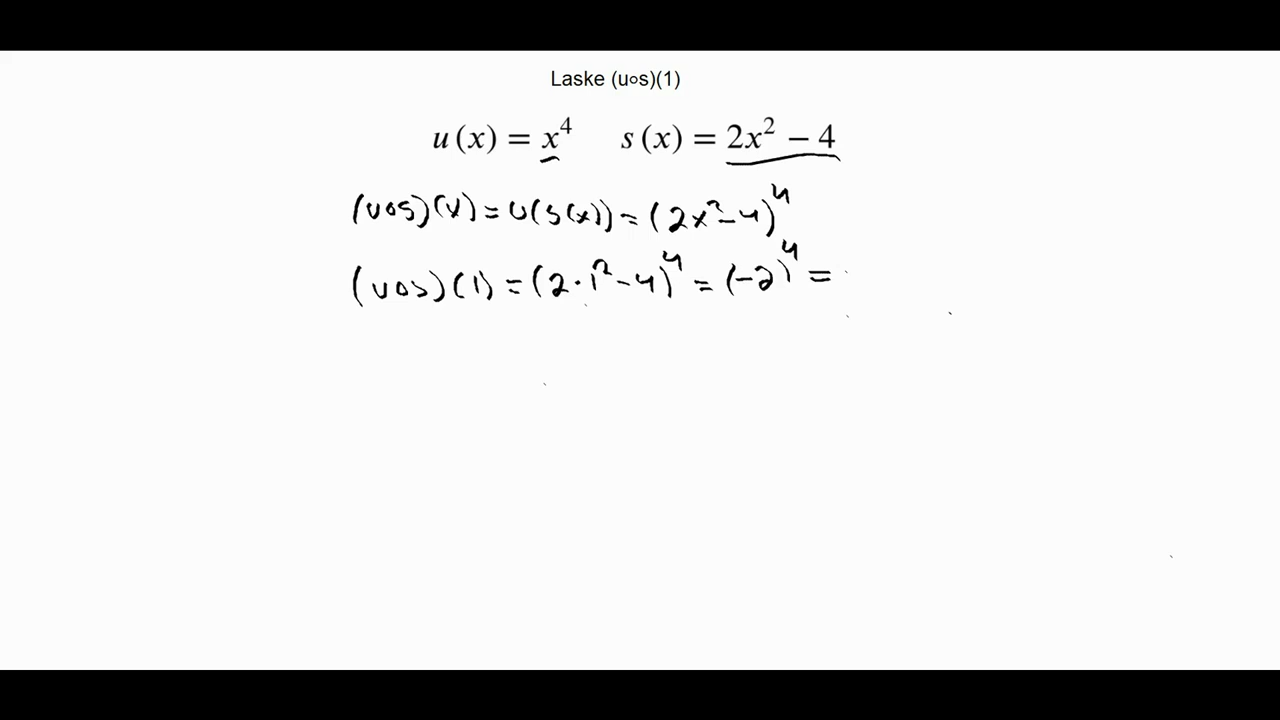 Laske (u∘s)(1)
u(x) = x⁴ s(x) = 2x² − 4
(u∘s)(x) = u(s(x)) = (2x² − 4)⁴
(u∘s)(1) = (2·1² − 4)⁴ = (−2)⁴ =